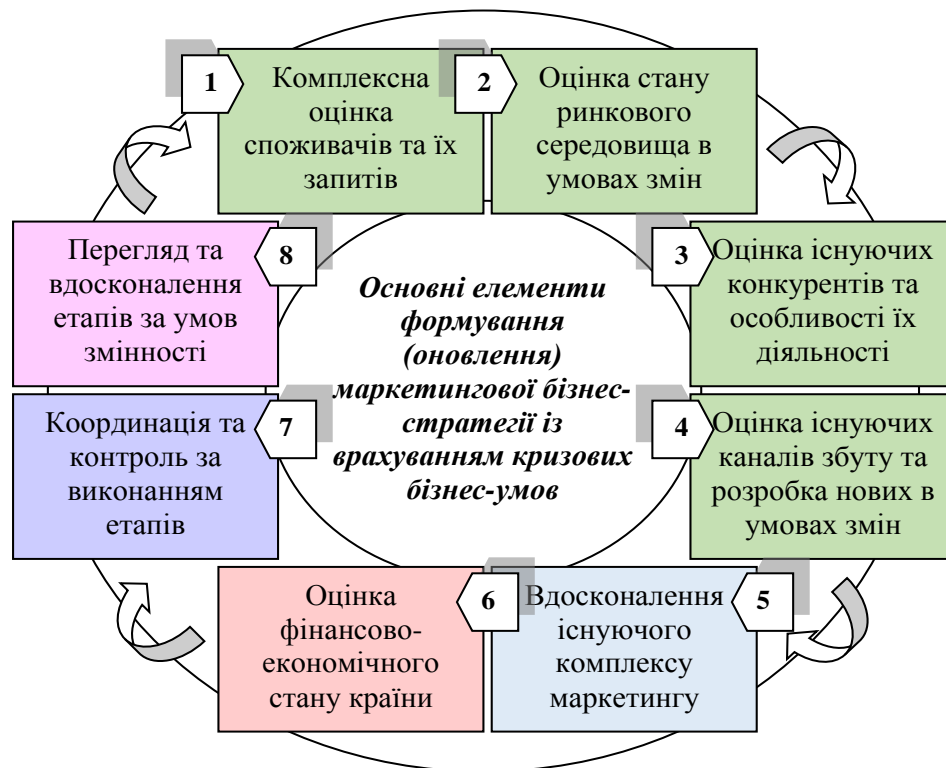 1
Комплексна
оцінка
споживачів та їх
запитів
2
Оцінка стану
ринкового
середовища в
умовах змін
3
Оцінка існуючих
конкурентів та
особливості їх
діяльності
4
Оцінка існуючих
каналів збуту та
розробка нових в
умовах змін
5
Вдосконалення
існуючого
комплексу
маркетингу
6
Оцінка
фінансово-
економічного
стану країни
7
Координація та
контроль за
виконанням
етапів
8
Перегляд та
вдосконалення
етапів за умов
змінності
Основні елементи
формування
(оновлення)
маркетингової бізнес-
стратегії із
врахуванням кризових
бізнес-умов